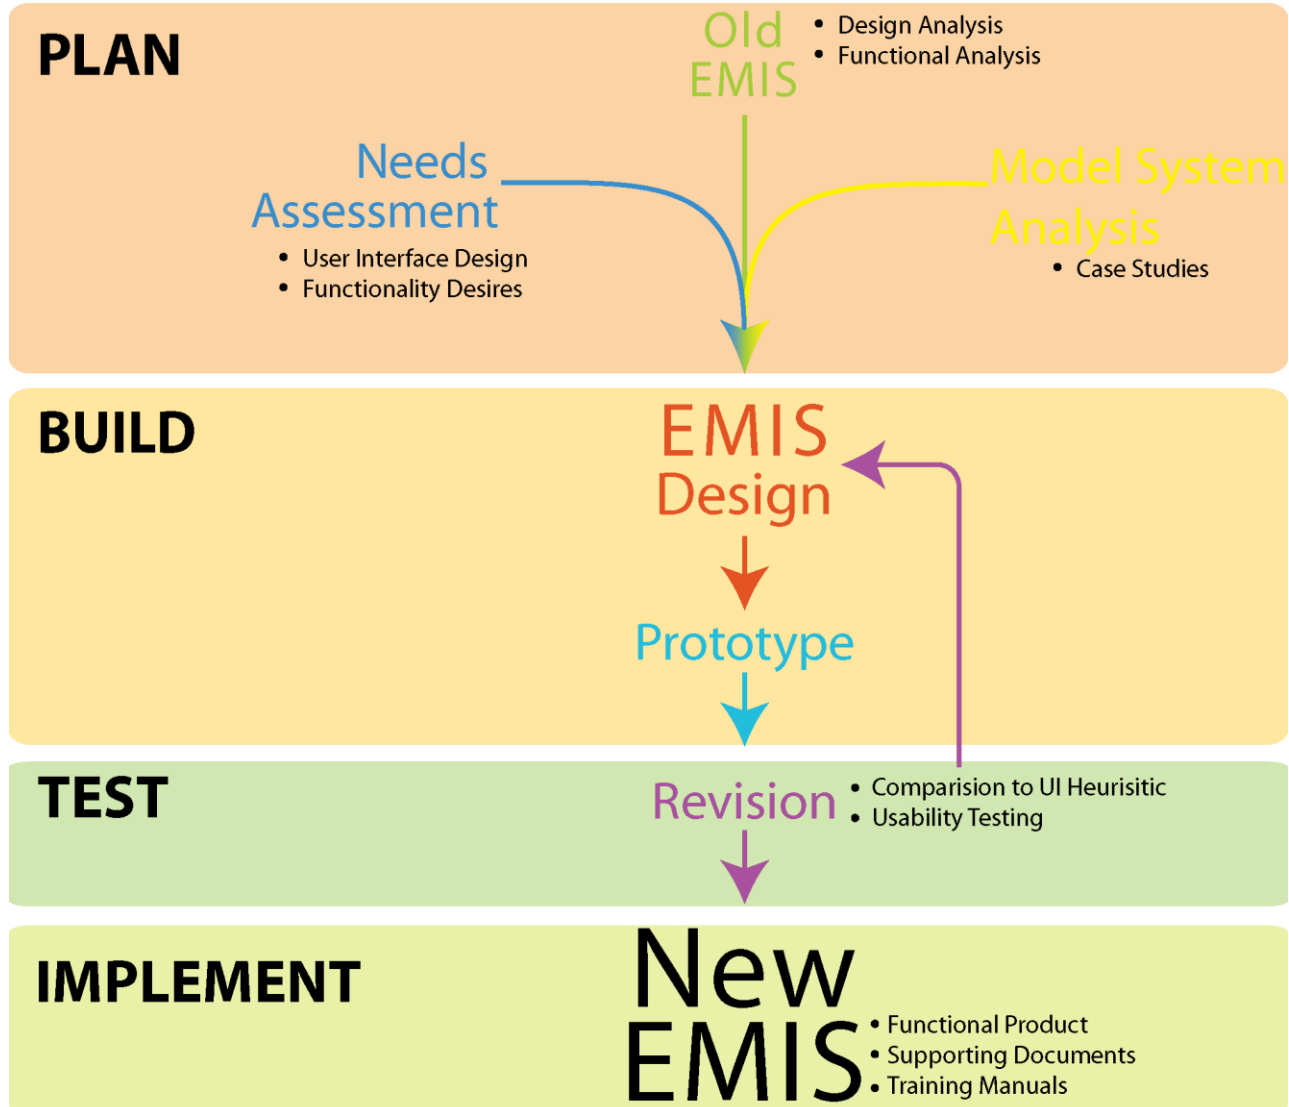 PLAN
Old
EMIS
• Design Analysis
• Functional Analysis
Needs
Assessment
• User Interface Design
• Functionality Desires
Model System
Analysis
• Case Studies
BUILD
EMIS
Design
Prototype
TEST
Revision
• Comparision to UI Heurisitic
• Usability Testing
IMPLEMENT
New
EMIS
• Functional Product
• Supporting Documents
• Training Manuals